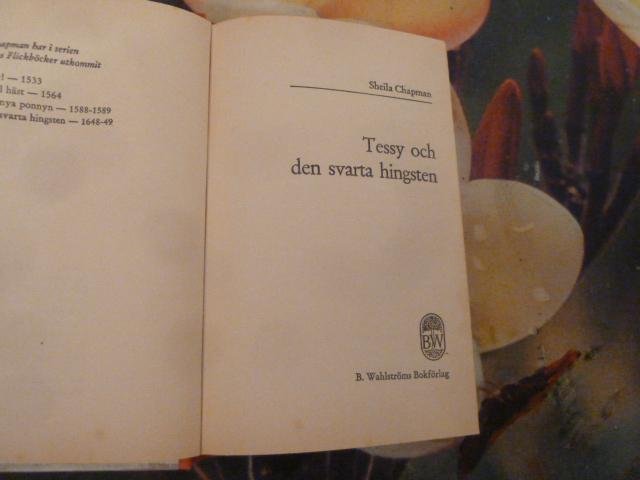 har i serien
Flickböcker utkommit
— 1533
häst — 1564
nya ponnyn — 1588-1589
svarta hingsten — 1648-49
Sheila Chapman
Tessy och
den svarta hingsten
BW
B. Wahlströms Bokförlag